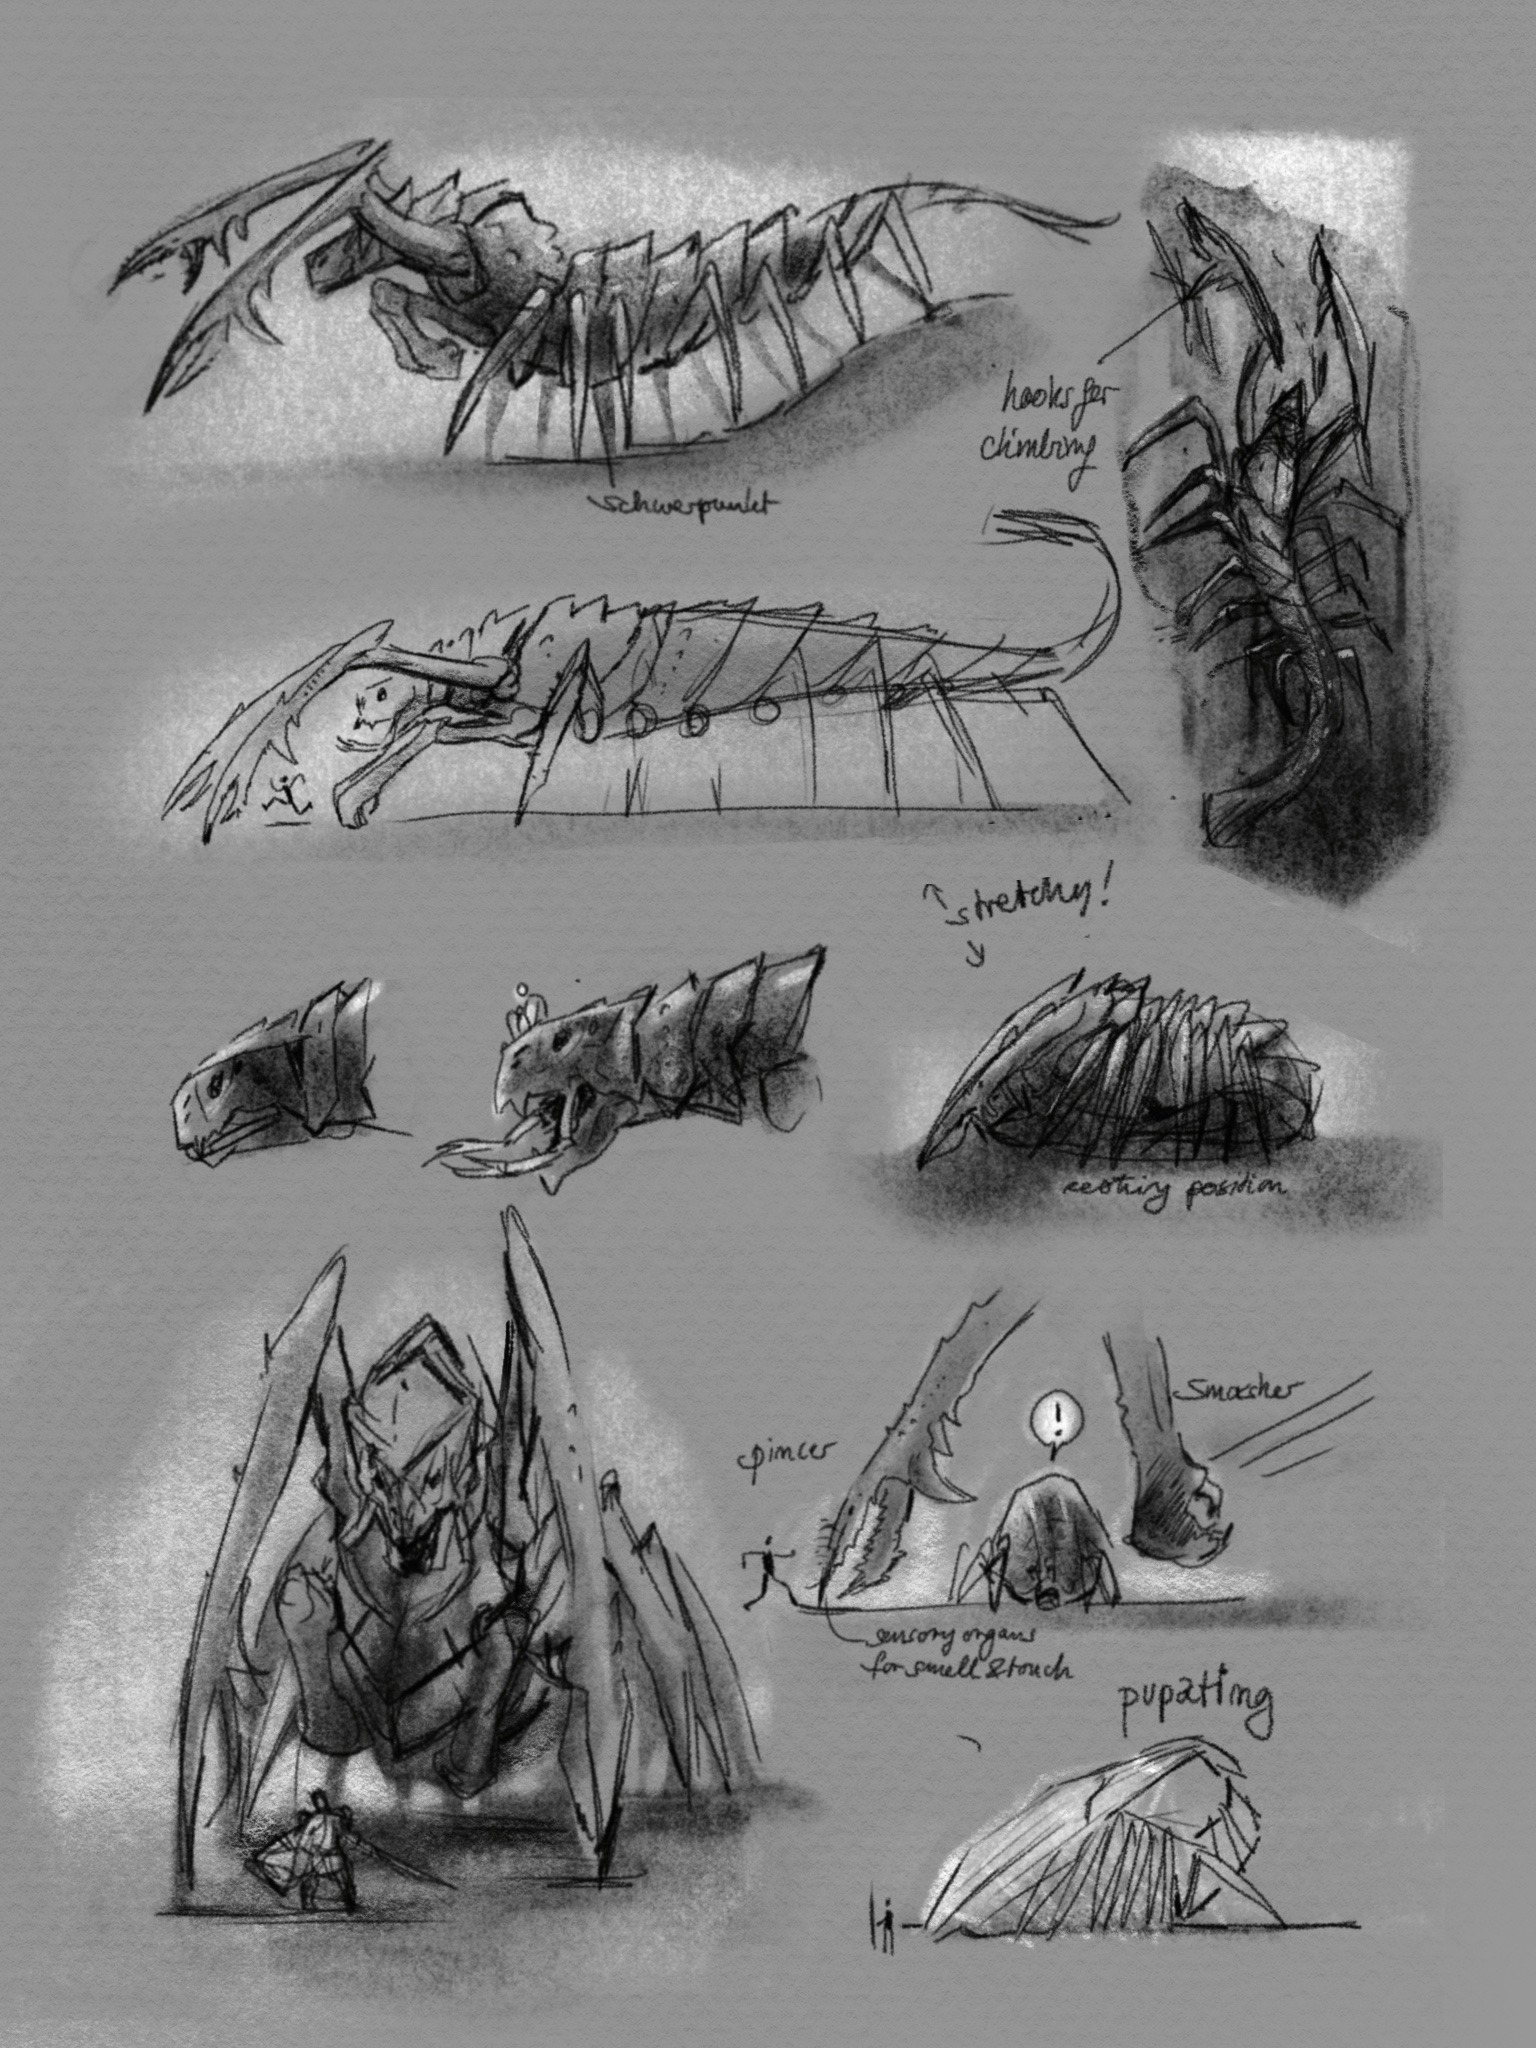 hooks for
climbing
schwerpunkt
stretchy!
resting position
Smasher
!
pincer
sensory organs
for smell & touch
pupating